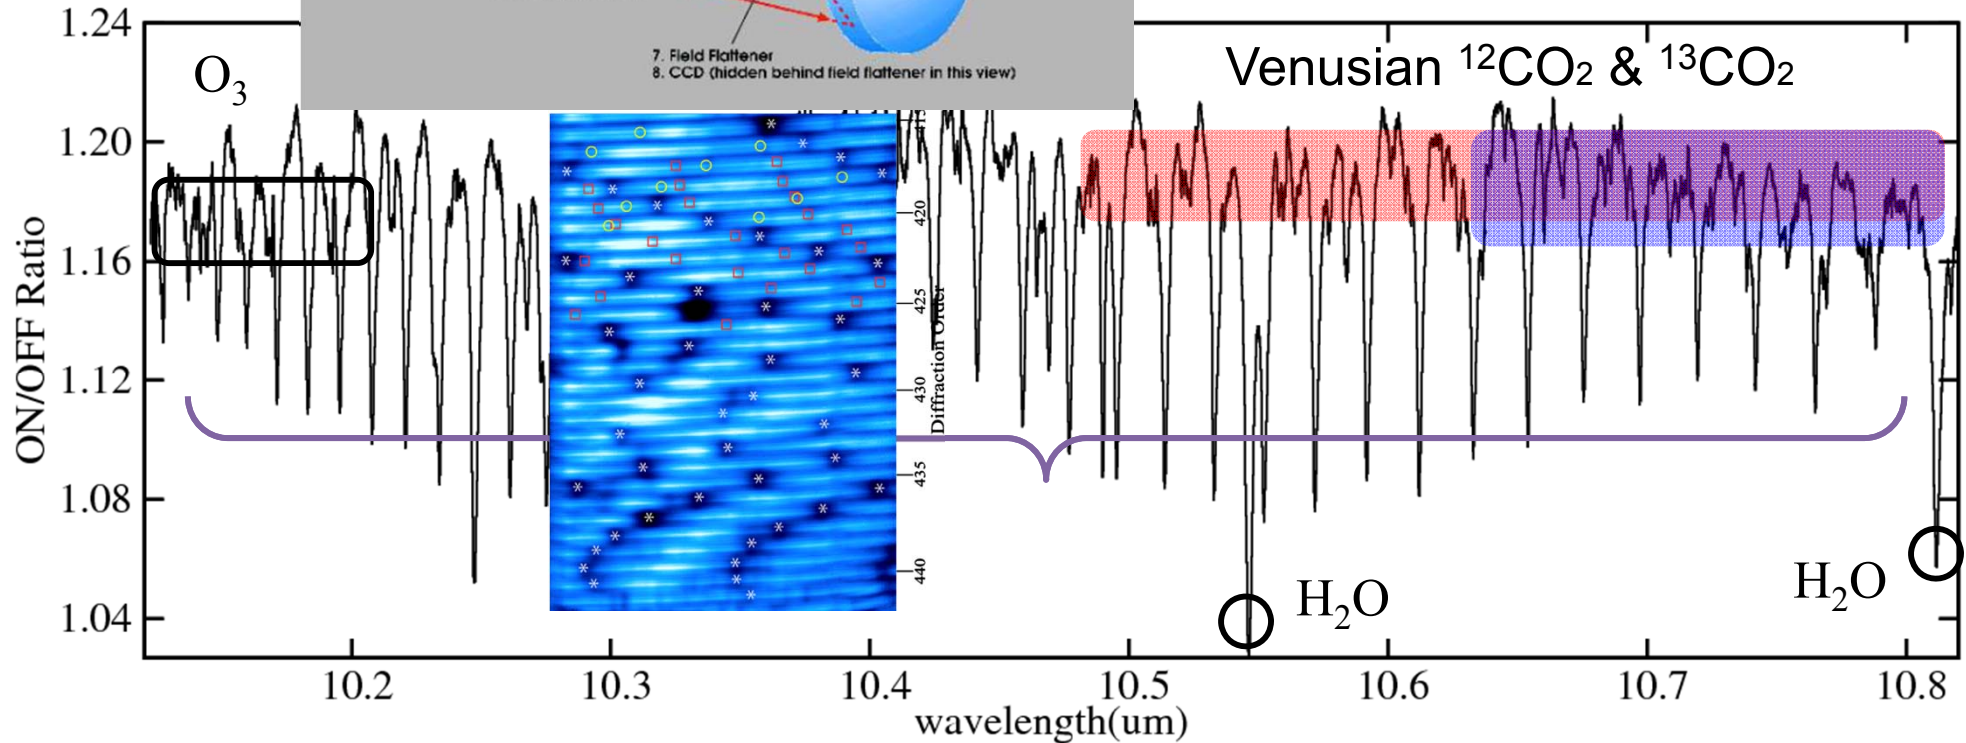 7. Field Flattener
8. CCD (hidden behind field flattener in this view)
Venusian ¹²CO₂ & ¹³CO₂
O₃
1.24
1.20
1.16
1.12
1.08
1.04
ON/OFF Ratio
420
425
430
435
440
Diffraction Order
H₂O
H₂O
10.2
10.3
10.4
10.5
10.6
10.7
10.8
wavelength(um)